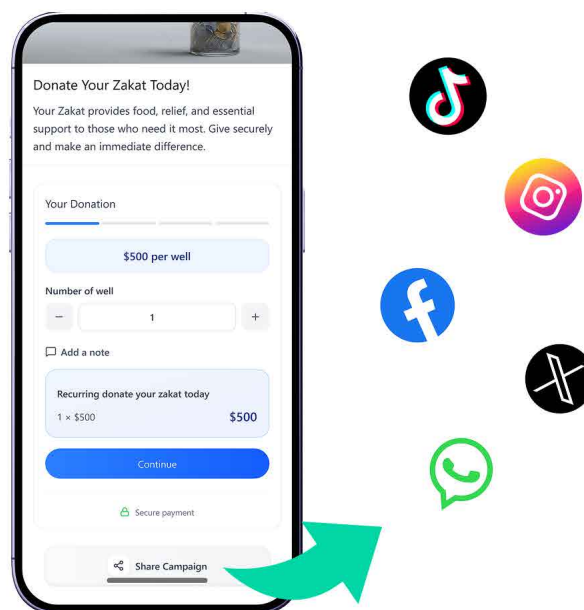 Donate Your Zakat Today!
Your Zakat provides food, relief, and essential
support to those who need it most. Give securely
and make an immediate difference.
Your Donation
$500 per well
Number of well
− 1 +
Add a note
Recurring donate your zakat today
1 × $500 $500
Continue
Secure payment
Share Campaign